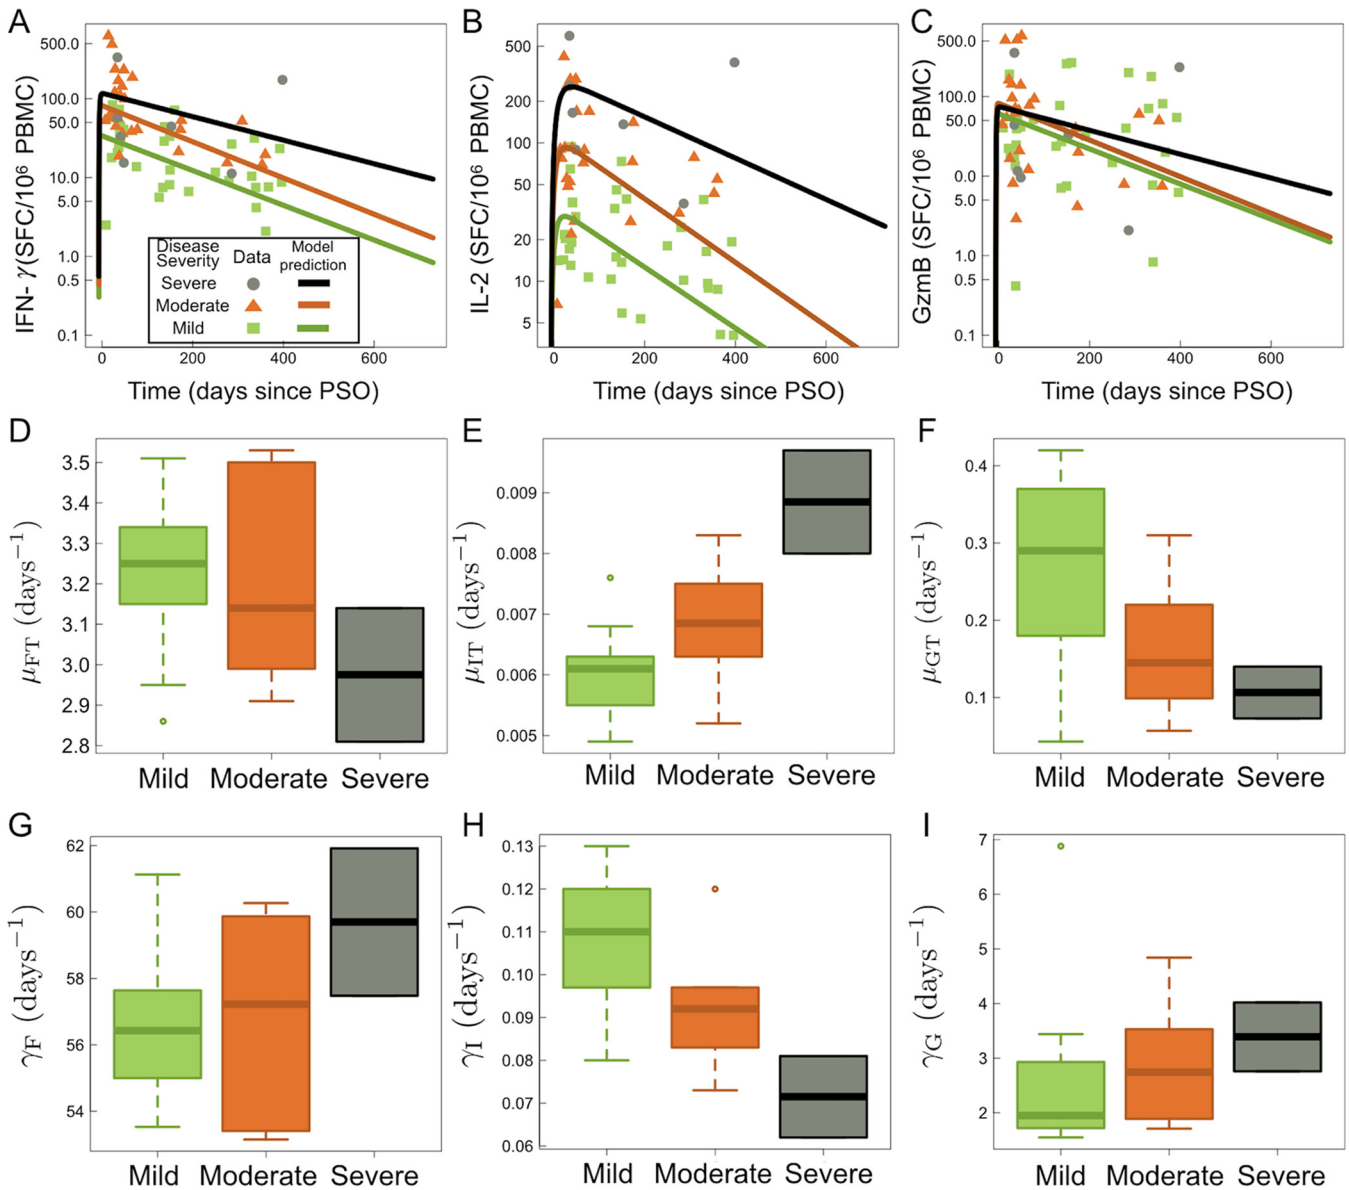 A
IFN- γ(SFC/10⁶ PBMC)
500.0
100.0
50.0
10.0
5.0
1.0
0.5
0.1
Disease Severity Data Model prediction
Severe
Moderate
Mild
0 200 400 600
Time (days since PSO)
B
IL-2 (SFC/10⁶ PBMC)
500
200
100
50
20
10
5
0 200 400 600
Time (days since PSO)
C
GzmB (SFC/10⁶ PBMC)
500.0
100.0
50.0
0.0
5.0
1.0
0.5
0.1
0 200 400 600
Time (days since PSO)
D
μFT (days−1)
3.5
3.4
3.3
3.2
3.1
3.0
2.9
2.8
Mild Moderate Severe
E
μIT (days−1)
0.009
0.008
0.007
0.006
0.005
Mild Moderate Severe
F
μGT (days−1)
0.4
0.3
0.2
0.1
Mild Moderate Severe
G
γF (days−1)
62
60
58
56
54
Mild Moderate Severe
H
γI (days−1)
0.13
0.12
0.11
0.10
0.09
0.08
0.07
0.06
Mild Moderate Severe
I
γG (days−1)
7
6
5
4
3
2
Mild Moderate Severe